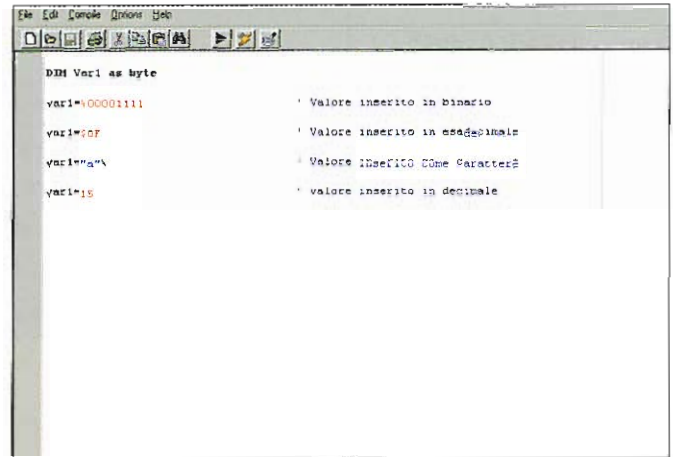 File Edit Compile Options Help
DIM Var1 as byte
var1=%00001111 ' Valore inserito in binario
var1=$0F ' Valore inserito in esadecimale
var1="a"\ ' Valore inserito come carattere
var1=15 ' valore inserito in decimale